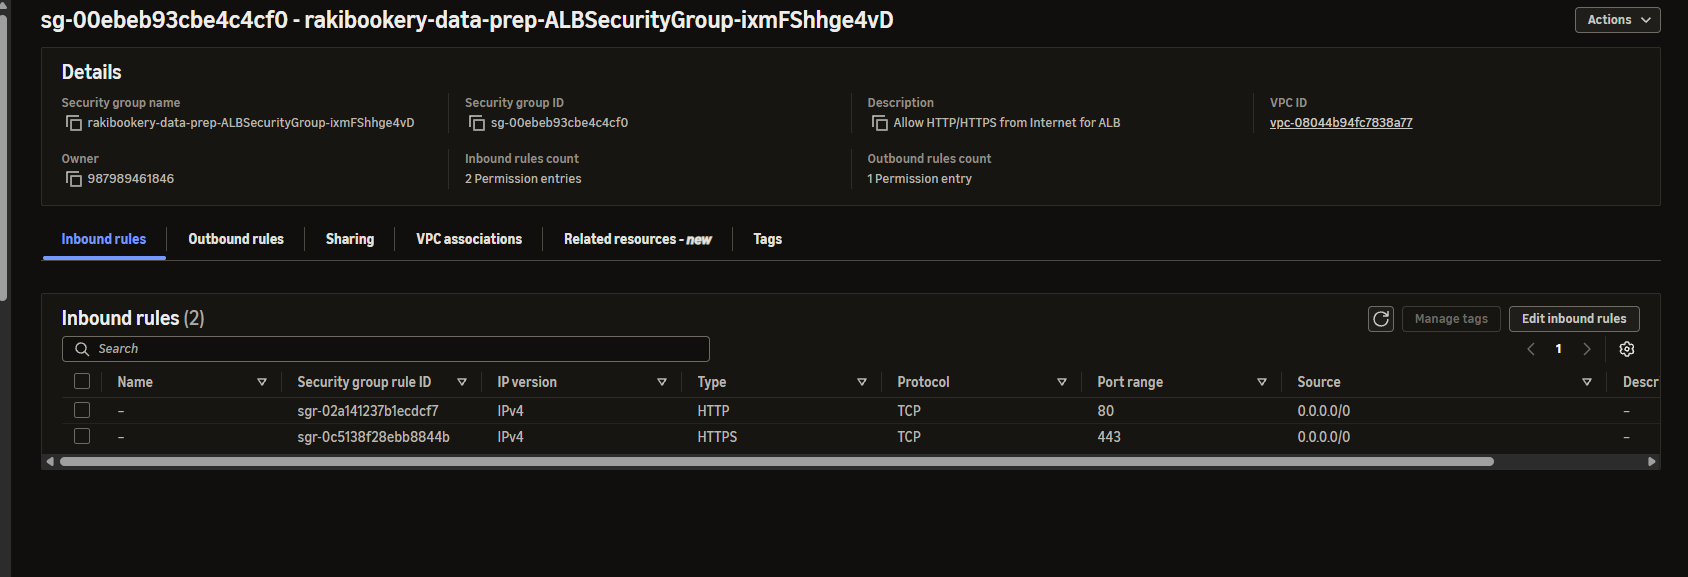 sg-00ebeb93cbe4c4cf0 - rakibookery-data-prep-ALBSecurityGroup-ixmFShhge4vD
Actions
Details
Security group name
rakibookery-data-prep-ALBSecurityGroup-ixmFShhge4vD
Security group ID
sg-00ebeb93cbe4c4cf0
Description
Allow HTTP/HTTPS from Internet for ALB
VPC ID
vpc-08044b94fc7838a77
Owner
987989461846
Inbound rules count
2 Permission entries
Outbound rules count
1 Permission entry
Inbound rules
Outbound rules
Sharing
VPC associations
Related resources - new
Tags
Inbound rules (2)
Manage tags
Edit inbound rules
Search
1
Name Security group rule ID IP version Type Protocol Port range Source Descr
– sgr-02a141237b1ecdcf7 IPv4 HTTP TCP 80 0.0.0.0/0 –
– sgr-0c5138f28ebb8844b IPv4 HTTPS TCP 443 0.0.0.0/0 –